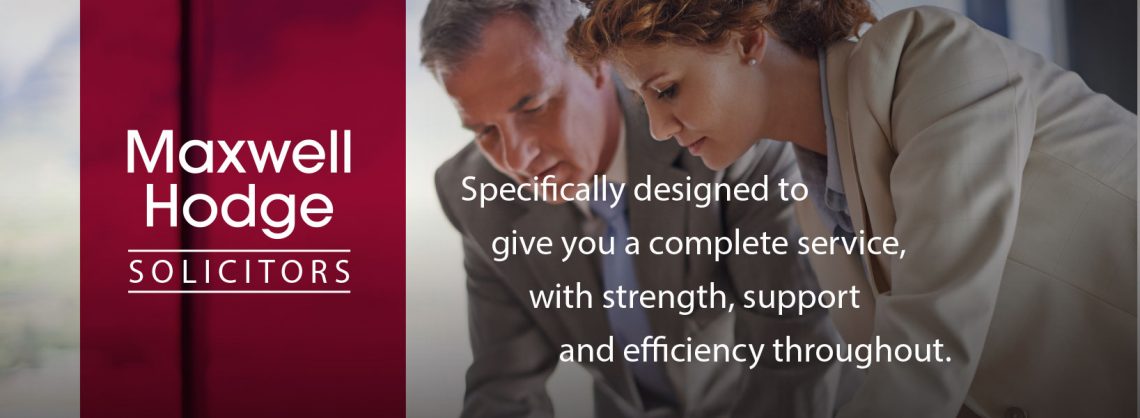 Maxwell
Hodge
SOLICITORS
Specifically designed to
give you a complete service,
with strength, support
and efficiency throughout.